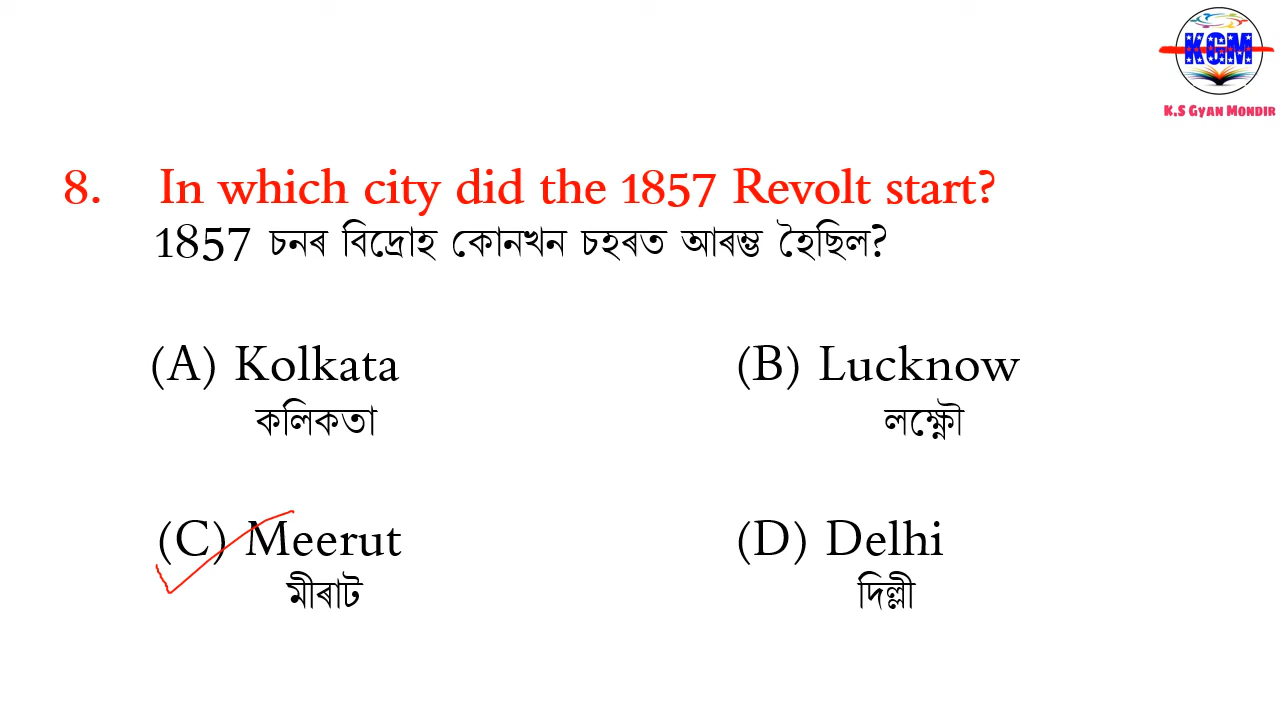 KGM
K.S Gyan Mondir
8. In which city did the 1857 Revolt start?
1857 চনৰ বিদ্ৰোহ কোনখন চহৰত আৰম্ভ হৈছিল?
(A) Kolkata
কলিকতা
(B) Lucknow
লক্ষ্ণৌ
(C) Meerut
মীৰাট
(D) Delhi
দিল্লী